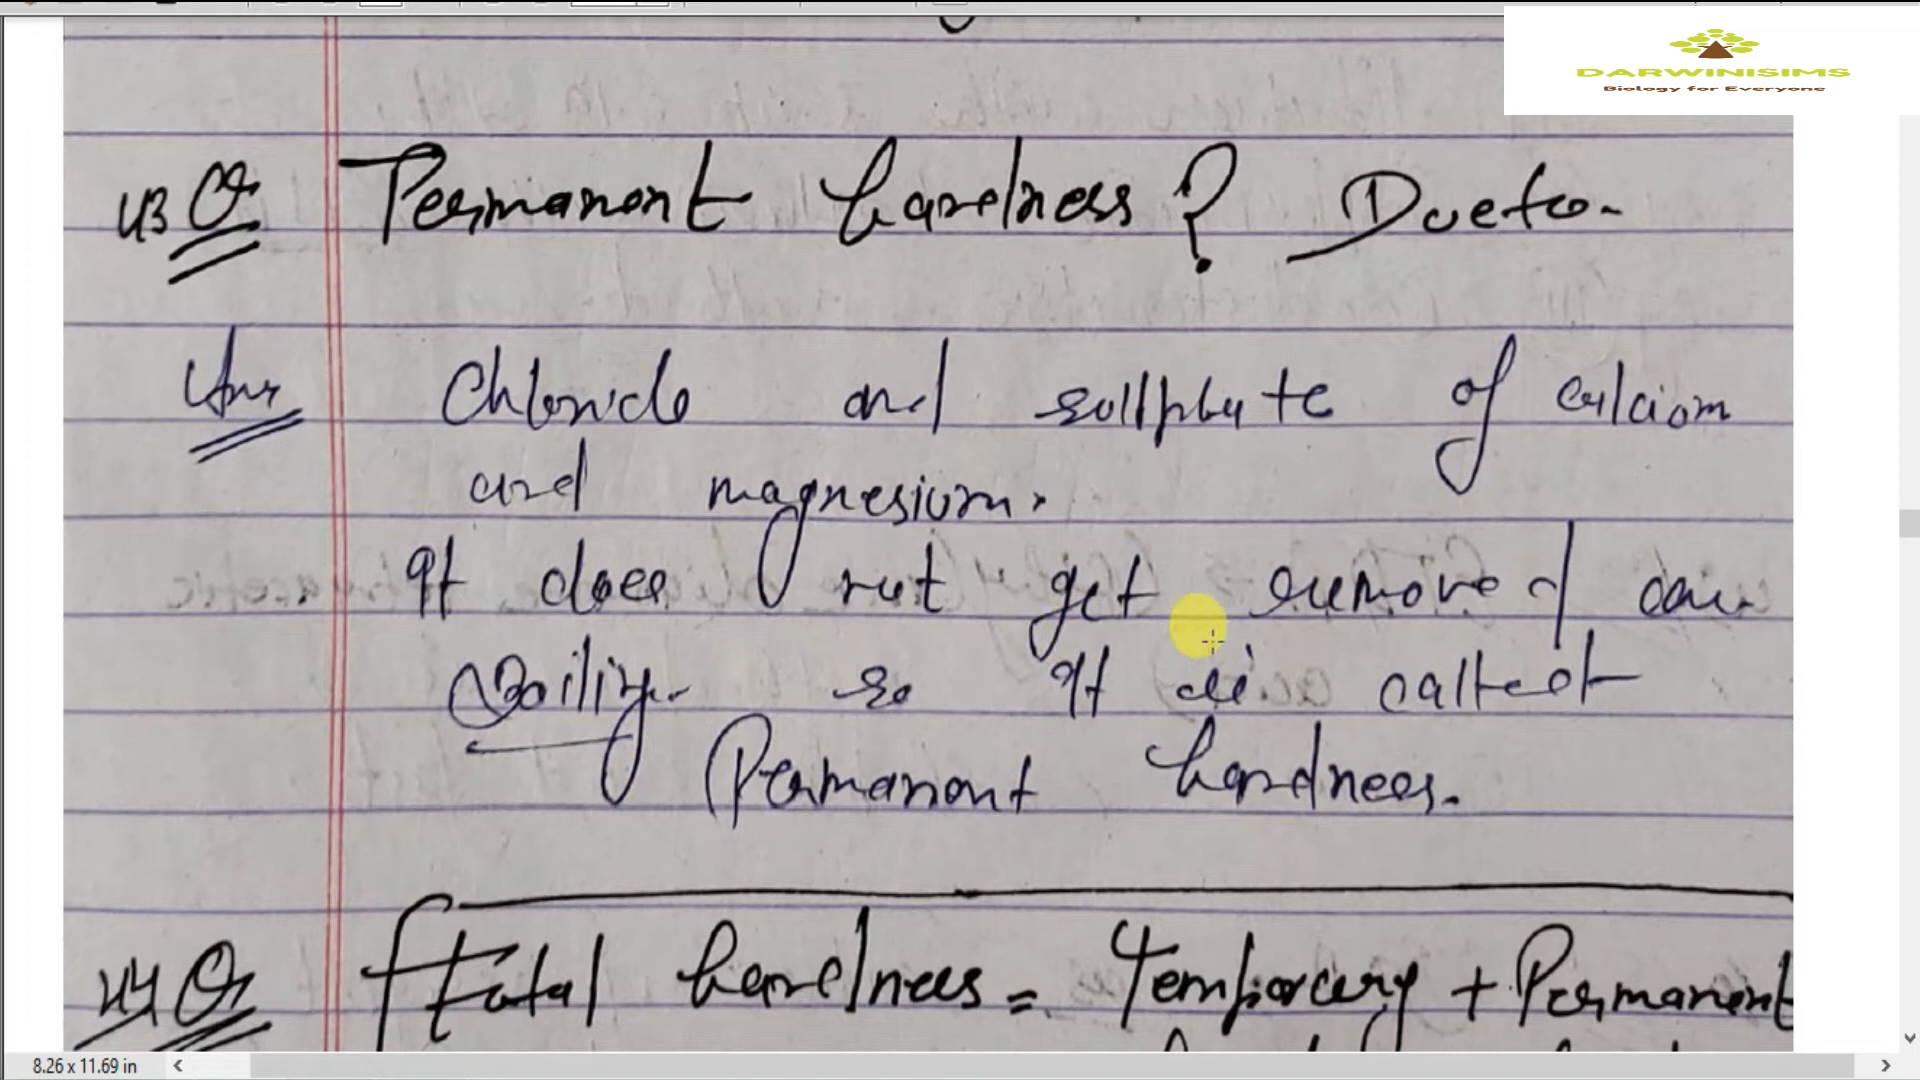 DARWINISIMS
Biology for Everyone
43 Q Permanent hardness? Due to.
Ans Chloride and sullphate of calcium
and magnesium.
It does not get removed
Boiling. so It is called
Permanent hardness.
44 Q Total hardness = Temporary + Permanent
8.26 x 11.69 in